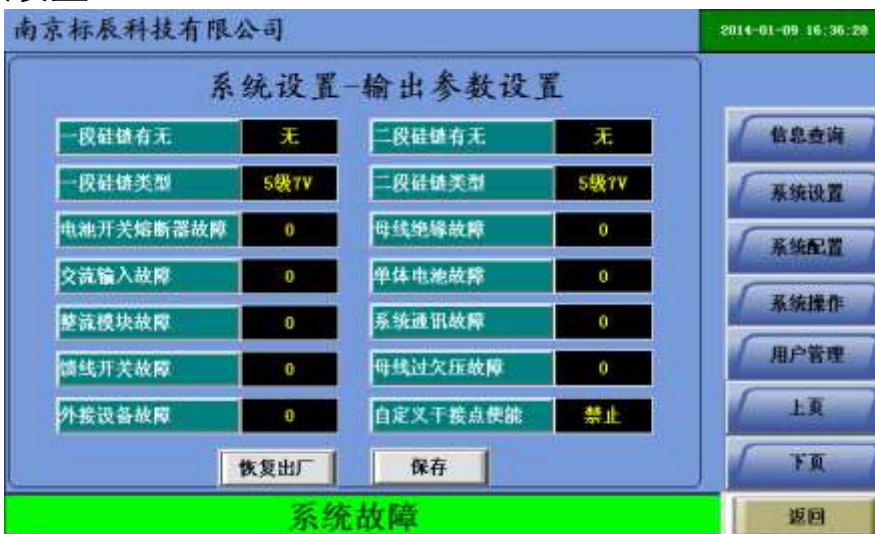 南京标辰科技有限公司
2014-01-09 16:36:28
系统设置-输出参数设置
一段硅链有无 无 二段硅链有无 无
一段硅链类型 5级7V 二段硅链类型 5级7V
电池开关熔断器故障 0 母线绝缘故障 0
交流输入故障 0 单体电池故障 0
整流模块故障 0 系统通讯故障 0
馈线开关故障 0 母线过欠压故障 0
外接设备故障 0 自定义干接点使能 禁止
恢复出厂 保存
信息查询
系统设置
系统配置
系统操作
用户管理
上页
下页
返回
系统故障